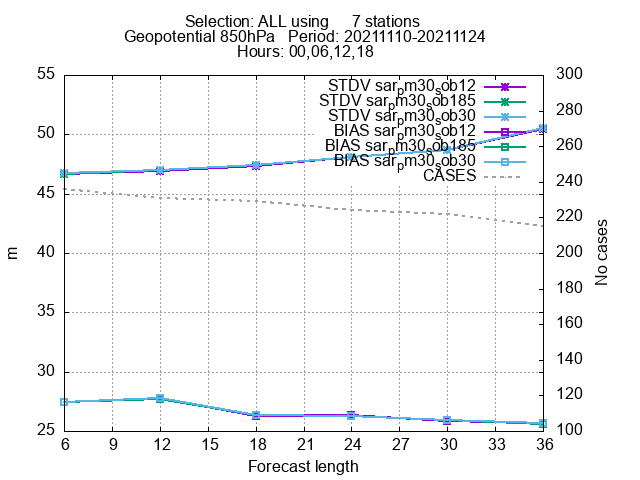 Selection: ALL using     7 stations
Geopotential 850hPa   Period: 20211110-20211124
Hours: 00,06,12,18
55
50
45
40
35
30
25
m
STDV sar_pm30_sob12
STDV sar_pm30_sob185
STDV sar_pm30_sob30
BIAS sar_pm30_sob12
BIAS sar_pm30_sob185
BIAS sar_pm30_sob30
CASES
300
280
260
240
220
200
180
160
140
120
100
No cases
6 9 12 15 18 21 24 27 30 33 36
Forecast length